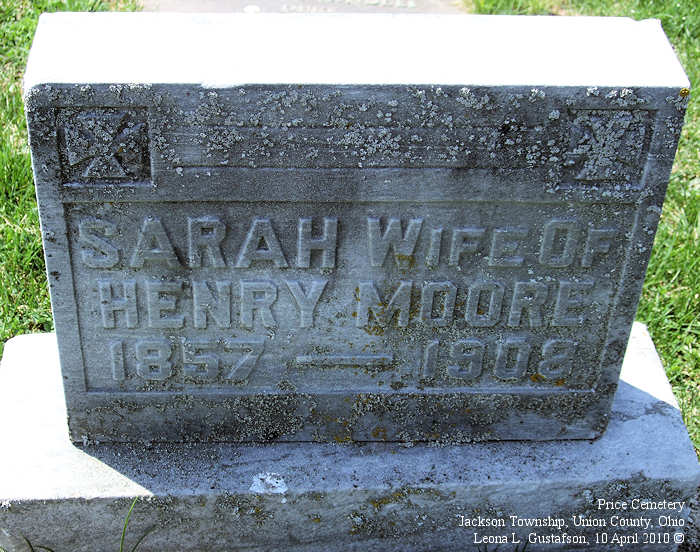 SARAH WIFE OF
HENRY MOORE
1857 — 1908
Price Cemetery
Jackson Township, Union County, Ohio
Leona L. Gustafson, 10 April 2010 ©